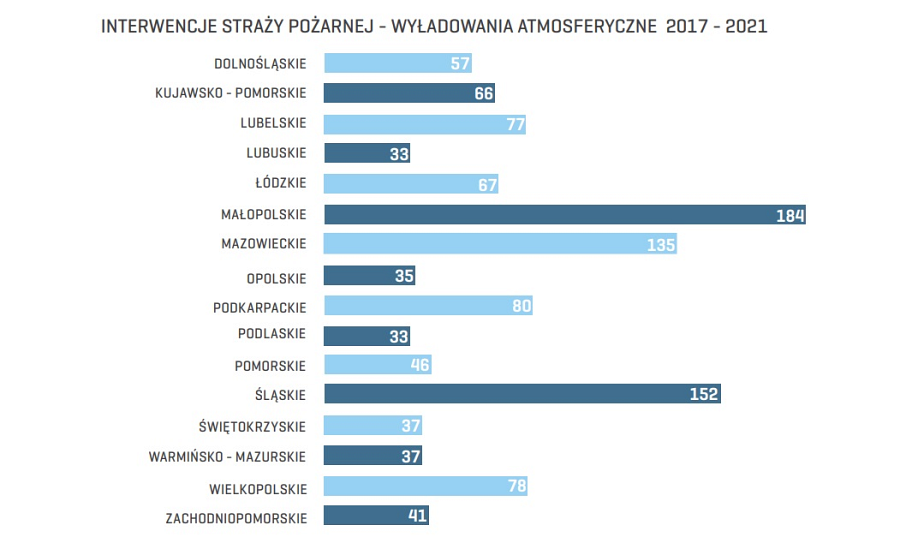 INTERWENCJE STRAŻY POŻARNEJ - WYŁADOWANIA ATMOSFERYCZNE 2017 - 2021
DOLNOŚLĄSKIE 57
KUJAWSKO - POMORSKIE 66
LUBELSKIE 77
LUBUSKIE 33
ŁÓDZKIE 67
MAŁOPOLSKIE 184
MAZOWIECKIE 135
OPOLSKIE 35
PODKARPACKIE 80
PODLASKIE 33
POMORSKIE 46
ŚLĄSKIE 152
ŚWIĘTOKRZYSKIE 37
WARMIŃSKO - MAZURSKIE 37
WIELKOPOLSKIE 78
ZACHODNIOPOMORSKIE 41